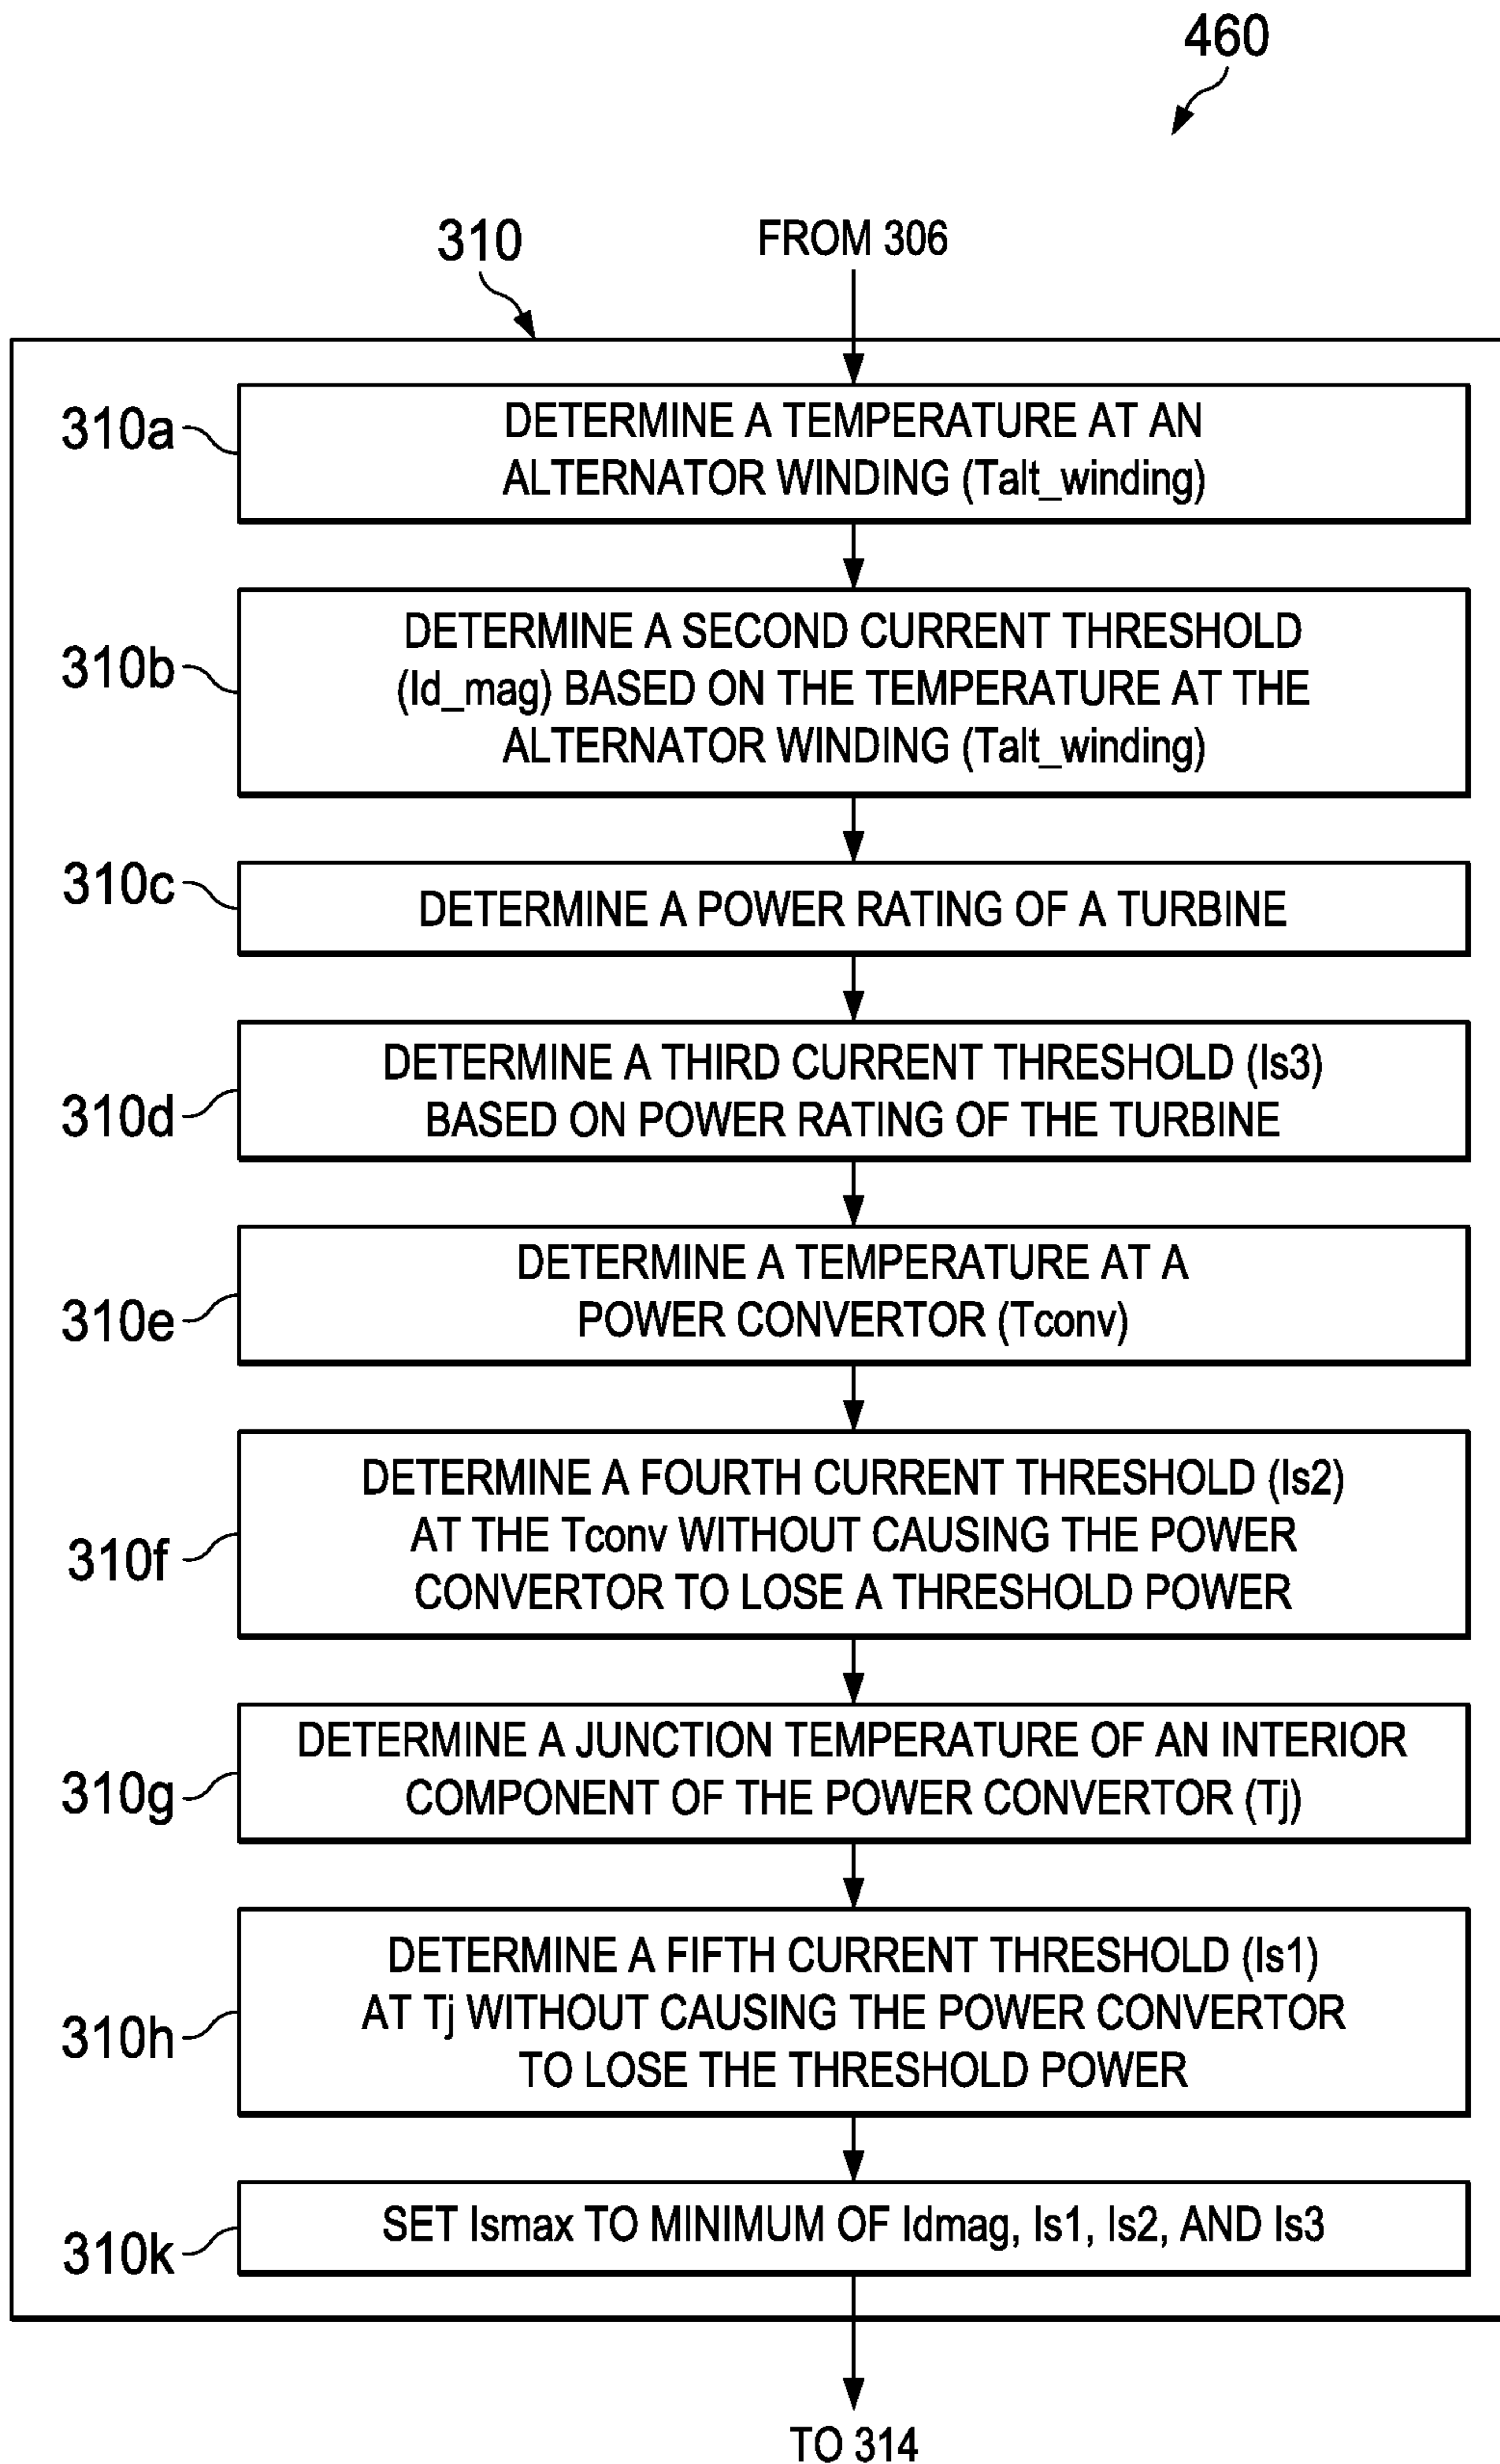 460
310
FROM 306
310a
DETERMINE A TEMPERATURE AT AN
ALTERNATOR WINDING (Talt_winding)
310b
DETERMINE A SECOND CURRENT THRESHOLD
(Id_mag) BASED ON THE TEMPERATURE AT THE
ALTERNATOR WINDING (Talt_winding)
310c
DETERMINE A POWER RATING OF A TURBINE
310d
DETERMINE A THIRD CURRENT THRESHOLD (Is3)
BASED ON POWER RATING OF THE TURBINE
310e
DETERMINE A TEMPERATURE AT A
POWER CONVERTOR (Tconv)
310f
DETERMINE A FOURTH CURRENT THRESHOLD (Is2)
AT THE Tconv WITHOUT CAUSING THE POWER
CONVERTOR TO LOSE A THRESHOLD POWER
310g
DETERMINE A JUNCTION TEMPERATURE OF AN INTERIOR
COMPONENT OF THE POWER CONVERTOR (Tj)
310h
DETERMINE A FIFTH CURRENT THRESHOLD (Is1)
AT Tj WITHOUT CAUSING THE POWER CONVERTOR
TO LOSE THE THRESHOLD POWER
310k
SET Ismax TO MINIMUM OF Idmag, Is1, Is2, AND Is3
TO 314